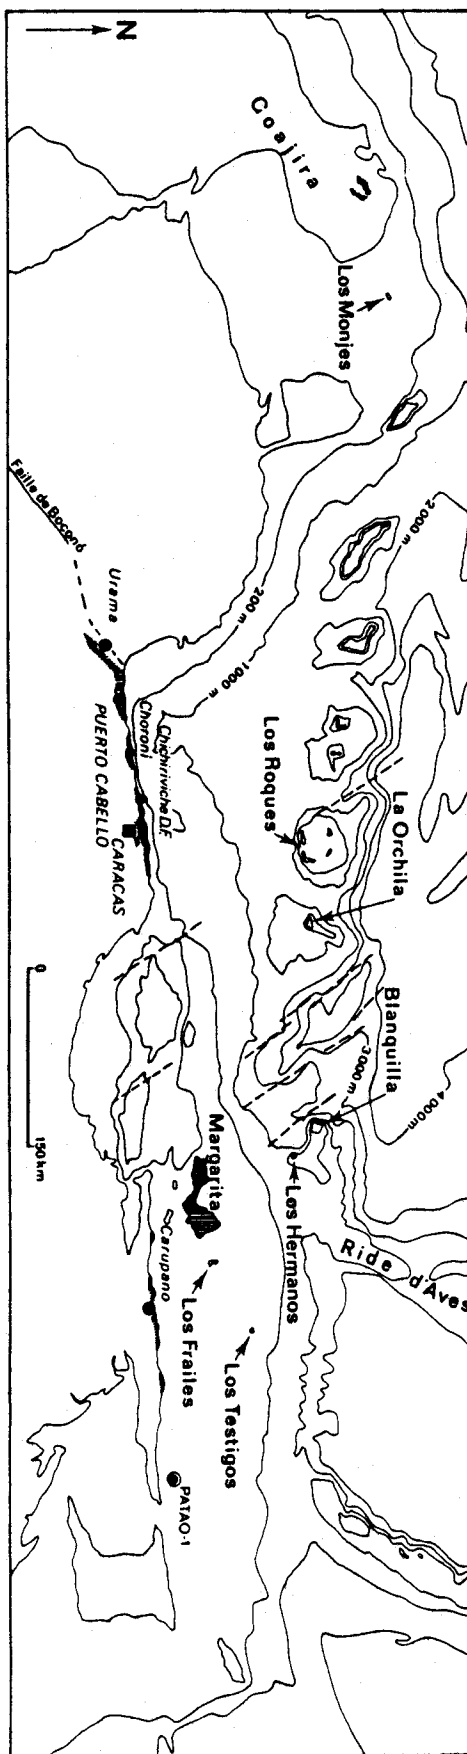 N
Goajira
Los Monjes
2000 m
200 m
1000 m
Faille de Boconó
Urama
PUERTO CABELLO
Choroni
Chichiriviche D.F.
CARACAS
Los Roques
La Orchila
Blanquilla
3000 m
4000 m
0
150 km
Margarita
Los Hermanos
Ride d'Aves
Carupano
Los Frailes
Los Testigos
PATAO-1